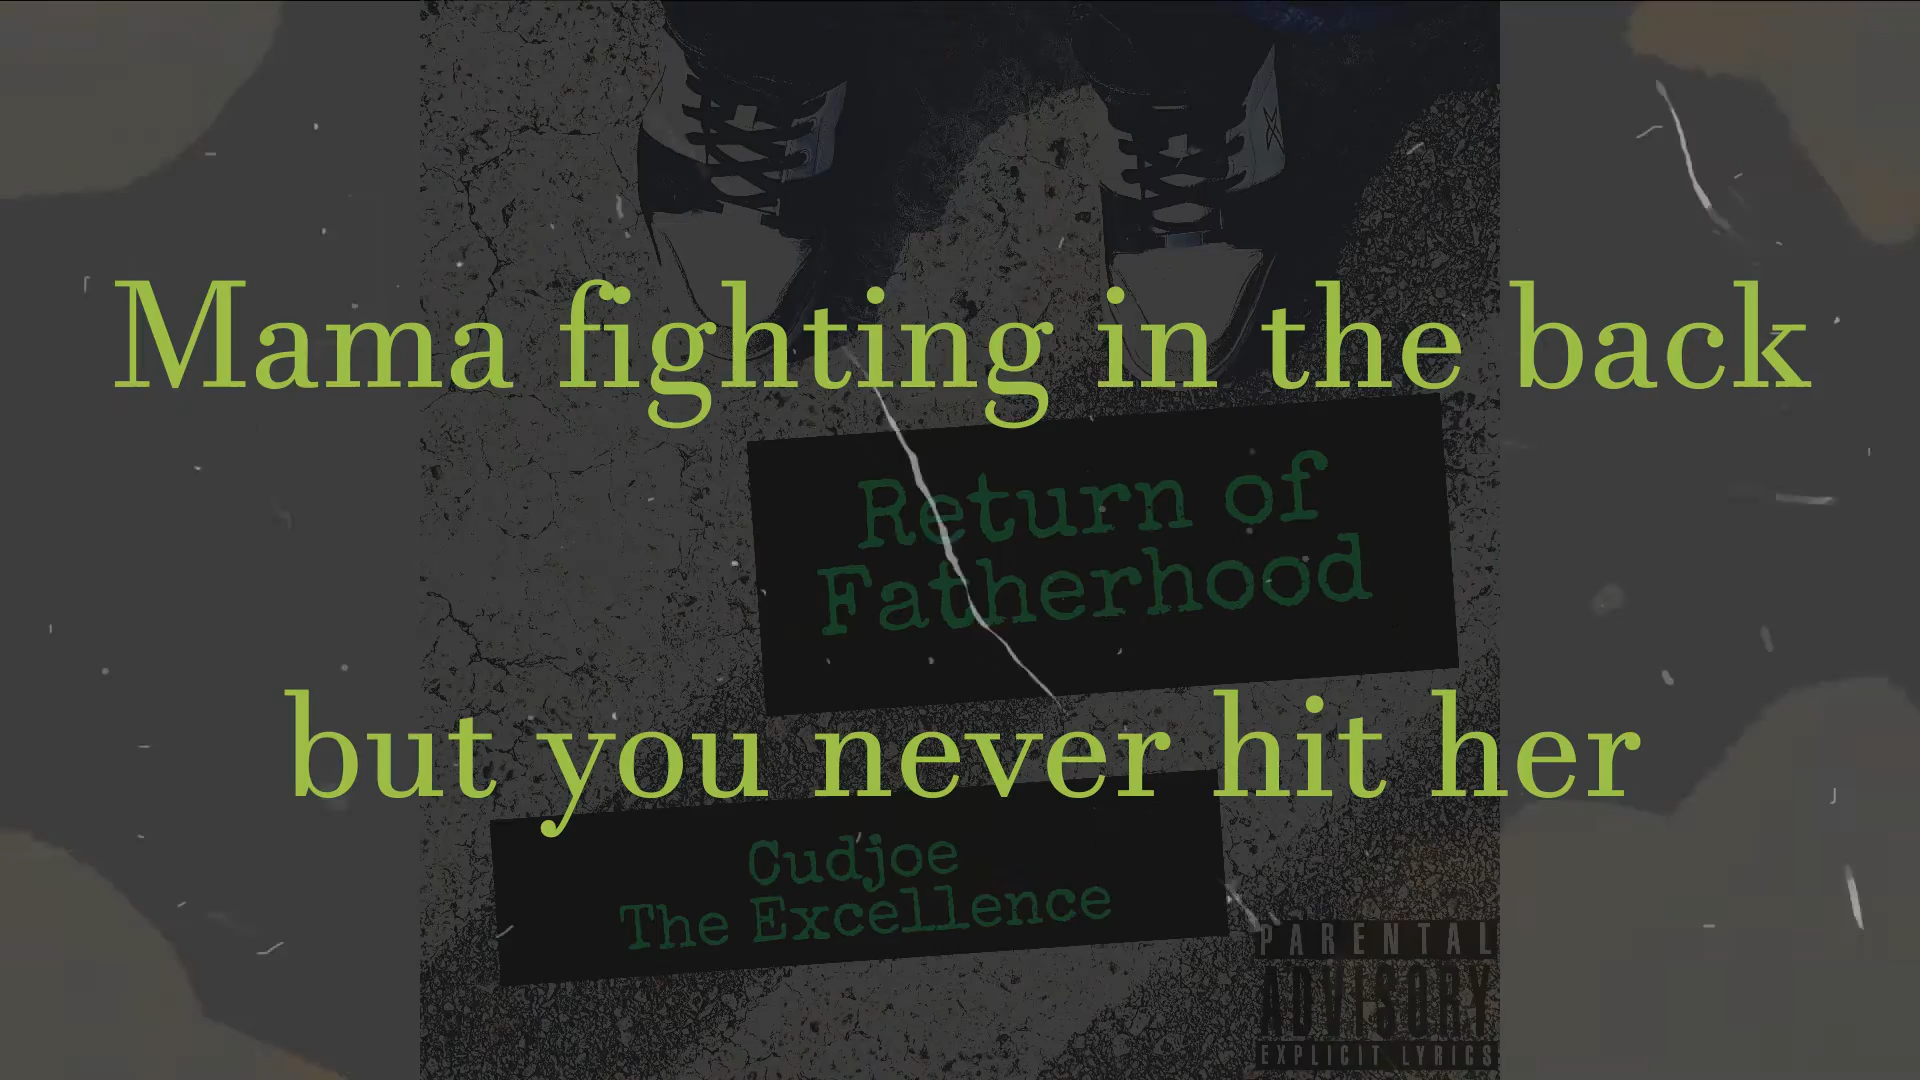 Mama fighting in the back
Return of
Fatherhood
but you never hit her
Cudjoe
The Excellence
PARENTAL
ADVISORY
EXPLICIT LYRICS